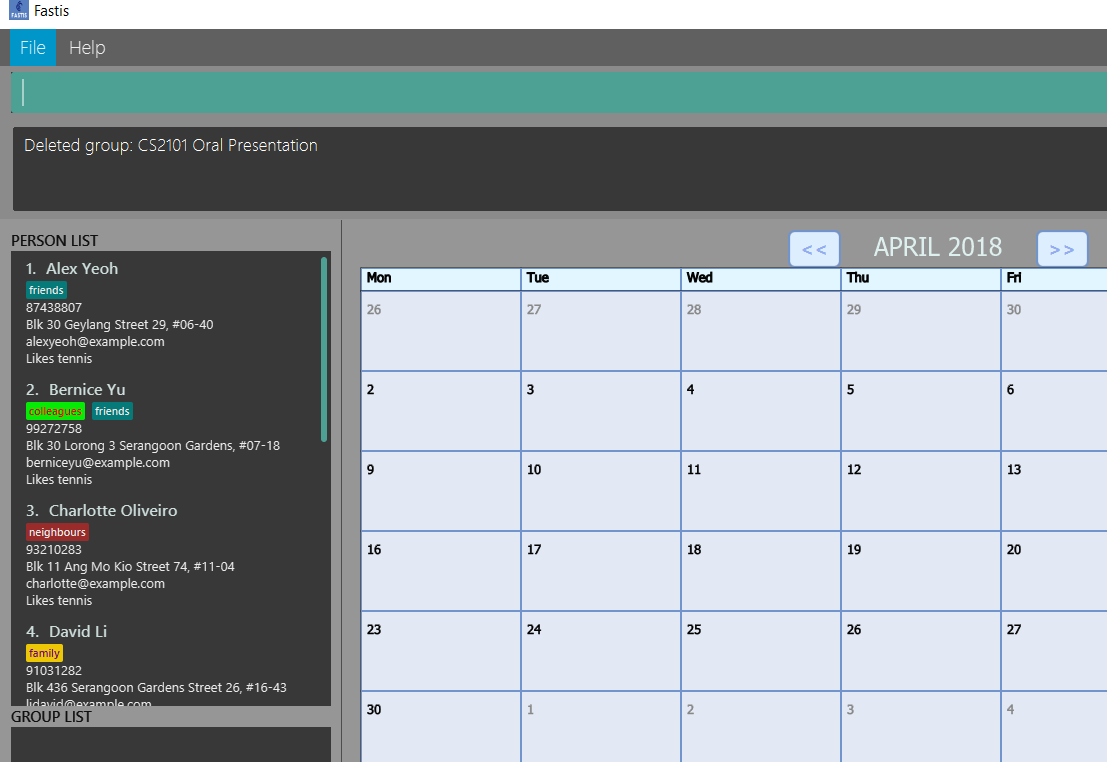 FASTIS
Fastis
File Help
Deleted group: CS2101 Oral Presentation
PERSON LIST
1. Alex Yeoh
friends
87438807
Blk 30 Geylang Street 29, #06-40
alexyeoh@example.com
Likes tennis
2. Bernice Yu
colleagues friends
99272758
Blk 30 Lorong 3 Serangoon Gardens, #07-18
berniceyu@example.com
Likes tennis
3. Charlotte Oliveiro
neighbours
93210283
Blk 11 Ang Mo Kio Street 74, #11-04
charlotte@example.com
Likes tennis
4. David Li
family
91031282
Blk 436 Serangoon Gardens Street 26, #16-43
lidavid@example.com
GROUP LIST
<< APRIL 2018 >>
Mon Tue Wed Thu Fri
26 27 28 29 30
2 3 4 5 6
9 10 11 12 13
16 17 18 19 20
23 24 25 26 27
30 1 2 3 4